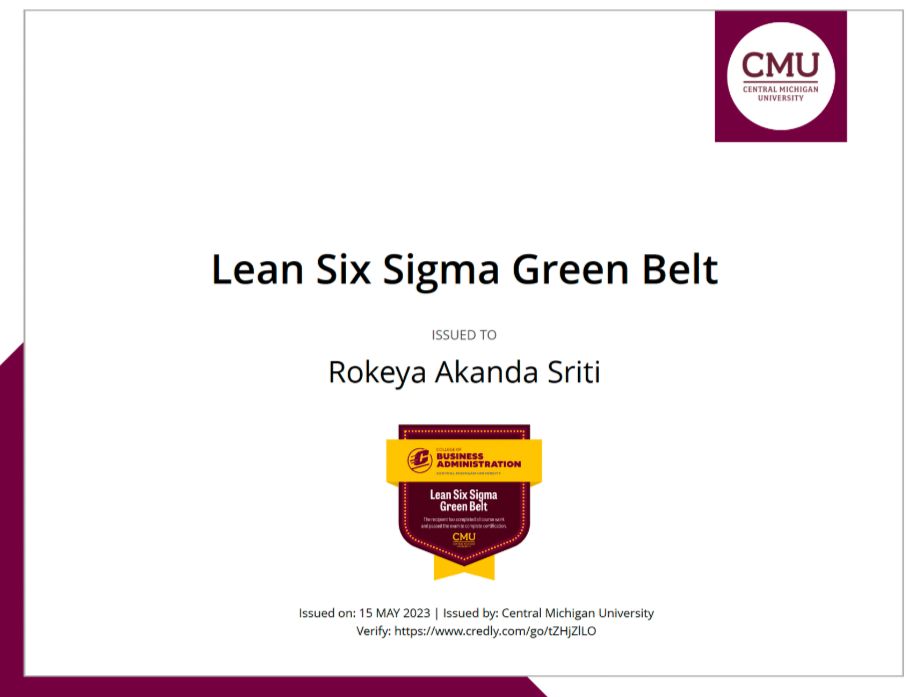 CMU
CENTRAL MICHIGAN
UNIVERSITY
Lean Six Sigma Green Belt
ISSUED TO
Rokeya Akanda Sriti
COLLEGE OF
BUSINESS
ADMINISTRATION
CENTRAL MICHIGAN UNIVERSITY
Lean Six Sigma
Green Belt
The recipient has completed all course work
and passed the exam to complete certification.
CMU
Issued on: 15 MAY 2023 | Issued by: Central Michigan University
Verify: https://www.credly.com/go/tZHjZlLO